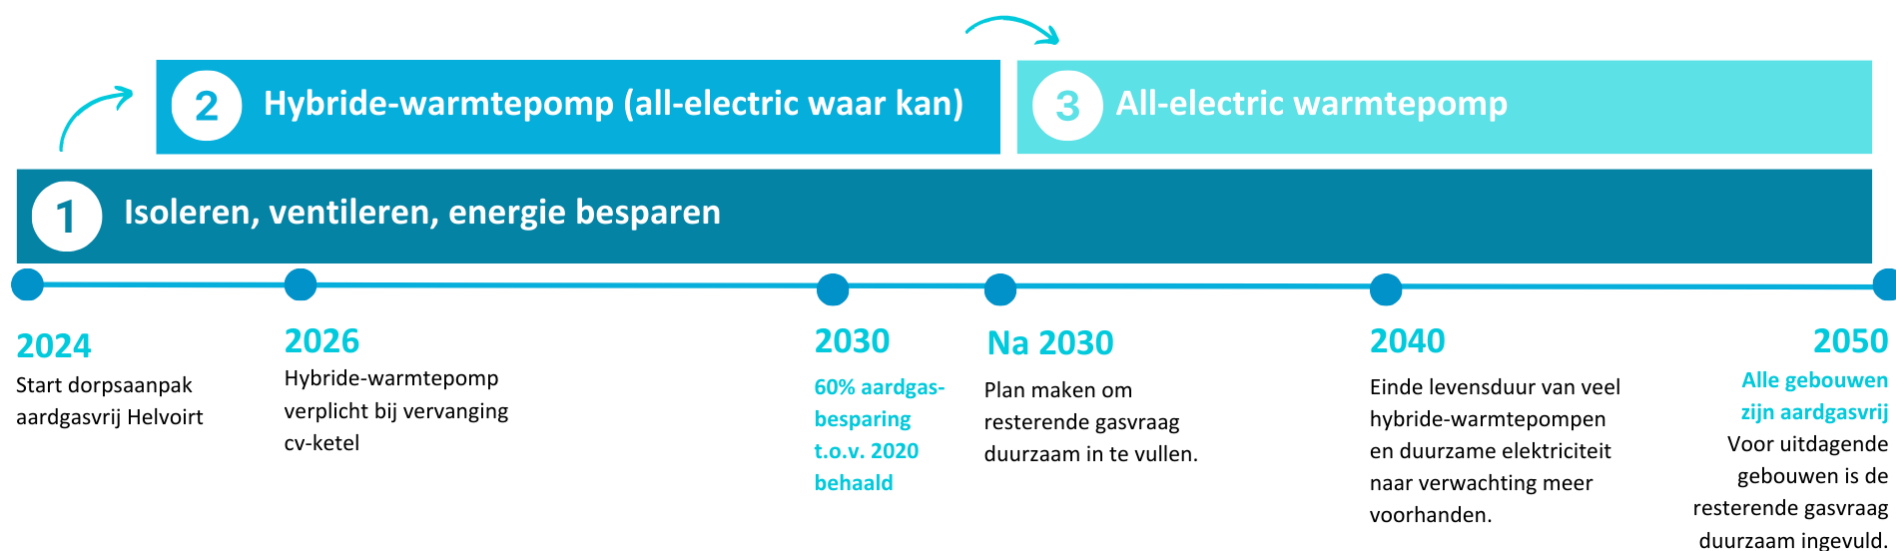 2 Hybride-warmtepomp (all-electric waar kan)
3 All-electric warmtepomp
1 Isoleren, ventileren, energie besparen
2024
Start dorpsaanpak
aardgasvrij Helvoirt
2026
Hybride-warmtepomp
verplicht bij vervanging
cv-ketel
2030
60% aardgas-
besparing
t.o.v. 2020
behaald
Na 2030
Plan maken om
resterende gasvraag
duurzaam in te vullen.
2040
Einde levensduur van veel
hybride-warmtepompen
en duurzame elektriciteit
naar verwachting meer
voorhanden.
2050
Alle gebouwen
zijn aardgasvrij
Voor uitdagende
gebouwen is de
resterende gasvraag
duurzaam ingevuld.